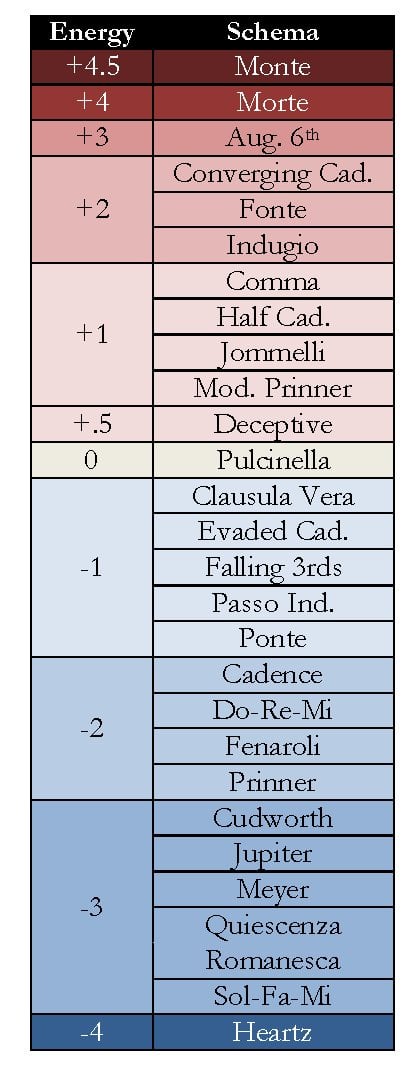 Energy Schema
+4.5 Monte
+4 Morte
+3 Aug. 6th
Converging Cad.
+2 Fonte
Indugio
Comma
Half Cad.
+1
Jommelli
Mod. Prinner
+.5 Deceptive
0 Pulcinella
Clausula Vera
Evaded Cad.
-1 Falling 3rds
Passo Ind.
Ponte
Cadence
Do-Re-Mi
-2
Fenaroli
Prinner
Cudworth
Jupiter
Meyer
-3
Quiescenza
Romanesca
Sol-Fa-Mi
-4 Heartz